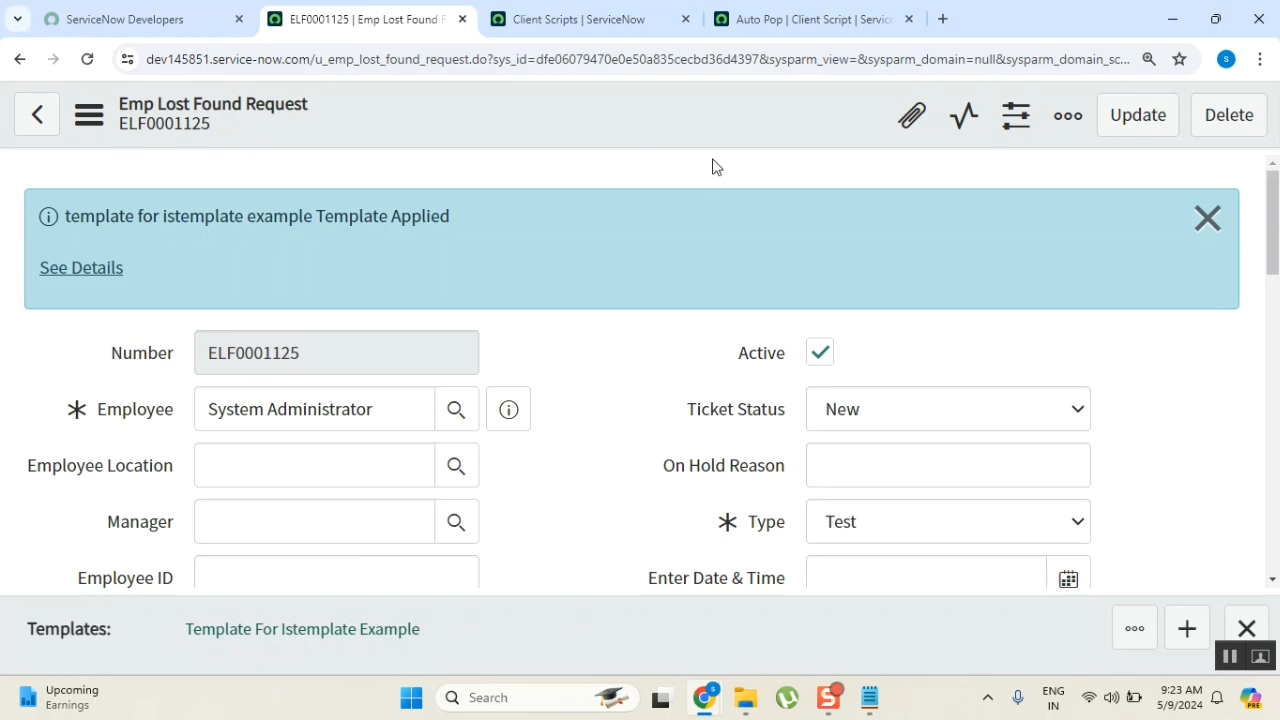 ServiceNow Developers
ELF0001125 | Emp Lost Found R
Client Scripts | ServiceNow
Auto Pop | Client Script | Service
dev145851.service-now.com/u_emp_lost_found_request.do?sys_id=dfe06079470e0e50a835cecbd36d4397&sysparm_view=&sysparm_domain=null&sysparm_domain_sc...
S
Emp Lost Found Request
ELF0001125
Update
Delete
template for istemplate example Template Applied
See Details
Number ELF0001125 Active
Employee System Administrator Ticket Status New
Employee Location On Hold Reason
Manager Type Test
Employee ID Enter Date & Time
Templates: Template For Istemplate Example
Upcoming
Earnings
Search
ENG
IN
9:23 AM
5/9/2024
PRE